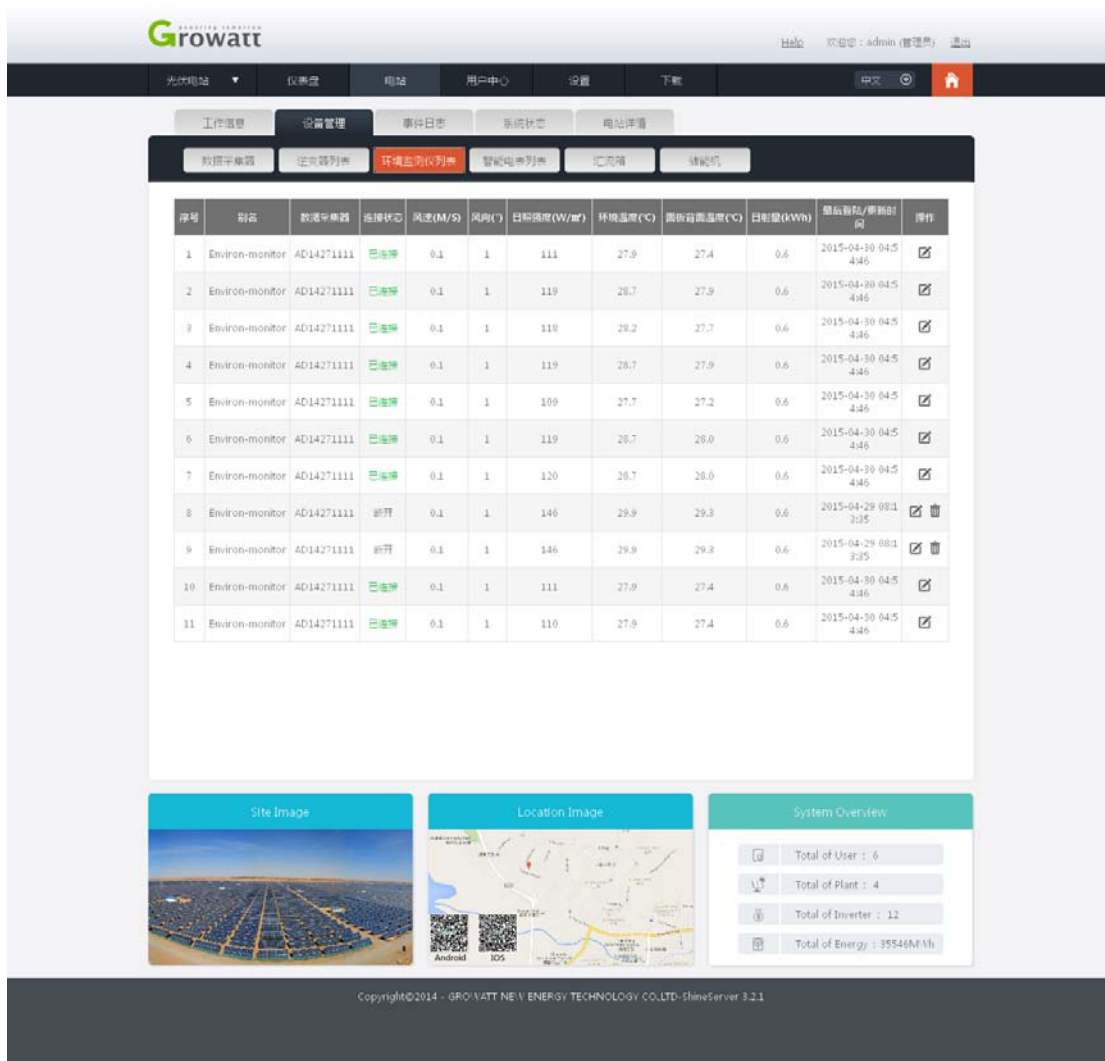 powering tomorrow
Growatt
Help 欢迎您：admin (管理员) 退出
光伏电站 ▼ 仪表盘 电站 用户中心 设置 下载 中文
工作信息 设备管理 事件日志 系统状态 电站详情
数据采集器 逆变器列表 环境监测仪列表 智能电表列表 汇流箱 储能机
序号 别名 数据采集器 连接状态 风速(M/S) 风向(°) 日照强度(W/㎡) 环境温度(℃) 面板背面温度(℃) 日射量(kWh) 最后登陆/更新时间 操作
1 Environ-monitor AD14271111 已连接 0.1 1 111 27.9 27.4 0.6 2015-04-30 04:54:46
2 Environ-monitor AD14271111 已连接 0.1 1 119 28.7 27.9 0.6 2015-04-30 04:54:46
3 Environ-monitor AD14271111 已连接 0.1 1 118 28.2 27.7 0.6 2015-04-30 04:54:46
4 Environ-monitor AD14271111 已连接 0.1 1 119 28.7 27.9 0.6 2015-04-30 04:54:46
5 Environ-monitor AD14271111 已连接 0.1 1 109 27.7 27.2 0.6 2015-04-30 04:54:46
6 Environ-monitor AD14271111 已连接 0.1 1 119 28.7 28.0 0.6 2015-04-30 04:54:46
7 Environ-monitor AD14271111 已连接 0.1 1 120 28.7 28.0 0.6 2015-04-30 04:54:46
8 Environ-monitor AD14271111 断开 0.1 1 146 29.9 29.3 0.6 2015-04-29 08:13:35
9 Environ-monitor AD14271111 断开 0.1 1 146 29.9 29.3 0.6 2015-04-29 08:13:35
10 Environ-monitor AD14271111 已连接 0.1 1 111 27.9 27.4 0.6 2015-04-30 04:54:46
11 Environ-monitor AD14271111 已连接 0.1 1 110 27.9 27.4 0.6 2015-04-30 04:54:46
Site Image
Location Image
Android IOS
System Overview
Total of User : 6
Total of Plant : 4
Total of Inverter : 12
Total of Energy : 35546MWh
Copyright©2014 - GROWATT NEW ENERGY TECHNOLOGY CO.,LTD-ShineServer 3.2.1